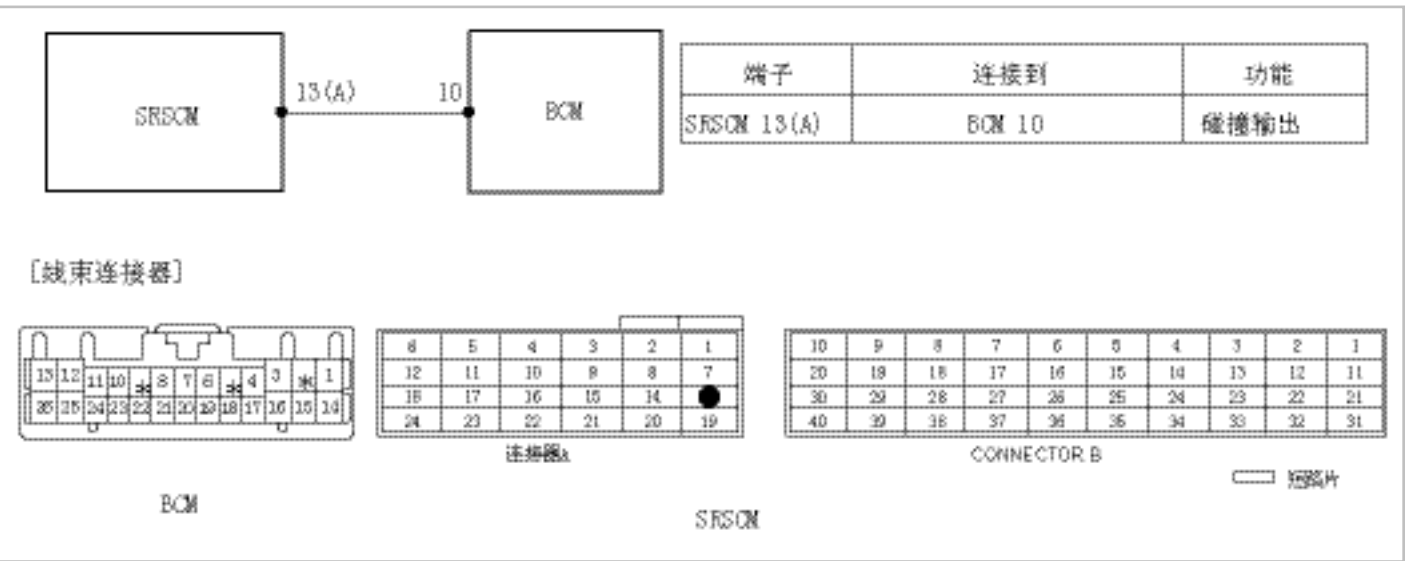 13(A) 10
SRSCM BCM
端子 连接到 功能
SRSCM 13(A) BCM 10 碰撞输出
[线束连接器]
13 12 11 10 * 8 7 6 * 4 3 * 1
26 25 24 23 22 21 20 19 18 17 16 15 14
BCM
6 5 4 3 2 1
12 11 10 9 8 7
18 17 16 15 14
24 23 22 21 20 19
连接器A
10 9 8 7 6 5 4 3 2 1
20 19 18 17 16 15 14 13 12 11
30 29 28 27 26 25 24 23 22 21
40 39 38 37 36 35 34 33 32 31
CONNECTOR B
短路片
SRSCM